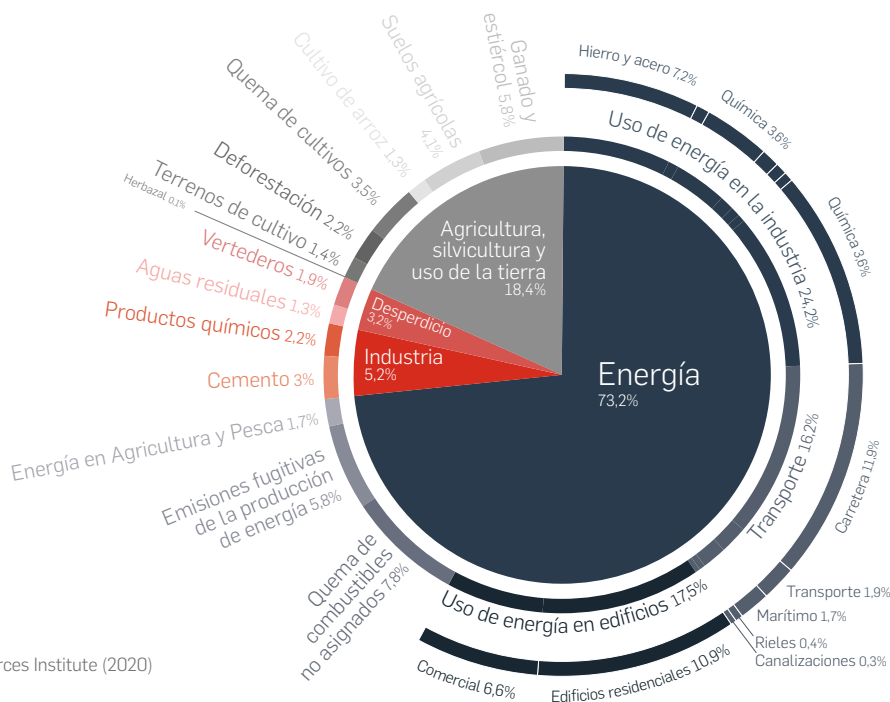 Hierro y acero 7,2%
Química 3,6%
Química 3,6%
Uso de energía en la industria 24,2%
Carretera 11,9%
Transporte 16,2%
Transporte 1,9%
Marítimo 1,7%
Rieles 0,4%
Canalizaciones 0,3%
Uso de energía en edificios 17,5%
Edificios residenciales 10,9%
Comercial 6,6%
Quema de
combustibles
no asignados 7,8%
Emisiones fugitivas
de la producción
de energía 5,8%
Energía en Agricultura y Pesca 1,7%
Cemento 3%
Productos químicos 2,2%
Aguas residuales 1,3%
Vertederos 1,9%
Herbazal 0,1%
Terrenos de cultivo 1,4%
Deforestación 2,2%
Quema de cultivos 3,5%
Cultivo de arroz 1,3%
Suelos agrícolas
4,1%
Ganado y
estiércol 5,8%
Agricultura,
silvicultura y
uso de la tierra
18,4%
Desperdicio
3,2%
Industria
5,2%
Energía
73,2%
rces Institute (2020)